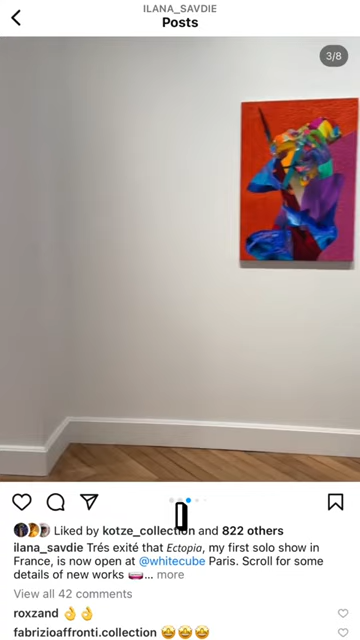 ILANA_SAVDIE
Posts
3/8
Liked by kotze_collection and 822 others
ilana_savdie Trés exité that Ectopia, my first solo show in
France, is now open at @whitecube Paris. Scroll for some
details of new works ... more
View all 42 comments
roxzand 👌👌
fabrizioaffronti.collection 🤩🤩🤩